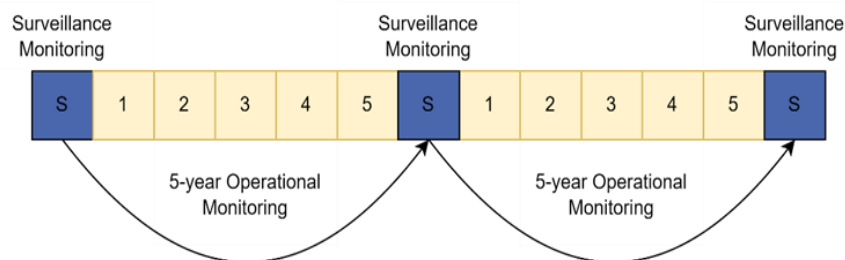 Surveillance
Monitoring
Surveillance
Monitoring
Surveillance
Monitoring
S 1 2 3 4 5 S 1 2 3 4 5 S
5-year Operational
Monitoring
5-year Operational
Monitoring